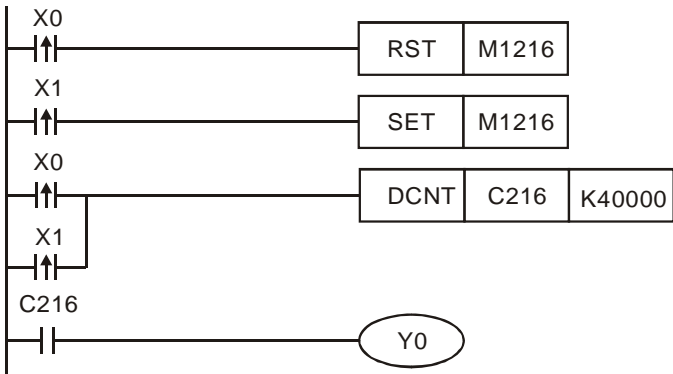 X0
RST M1216
X1
SET M1216
X0
DCNT C216 K40000
X1
C216
Y0